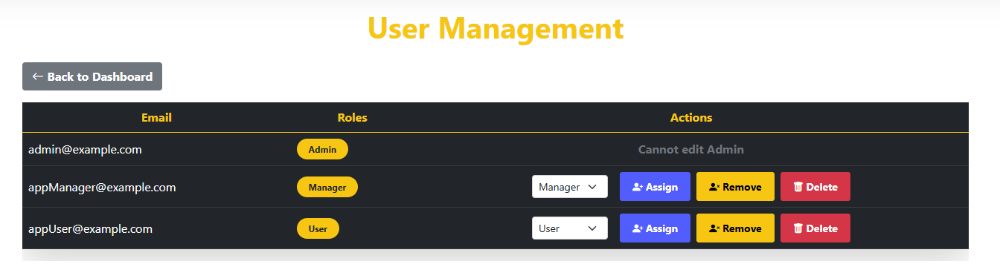 User Management
← Back to Dashboard
Email Roles Actions
admin@example.com Admin Cannot edit Admin
appManager@example.com Manager Manager Assign Remove Delete
appUser@example.com User User Assign Remove Delete